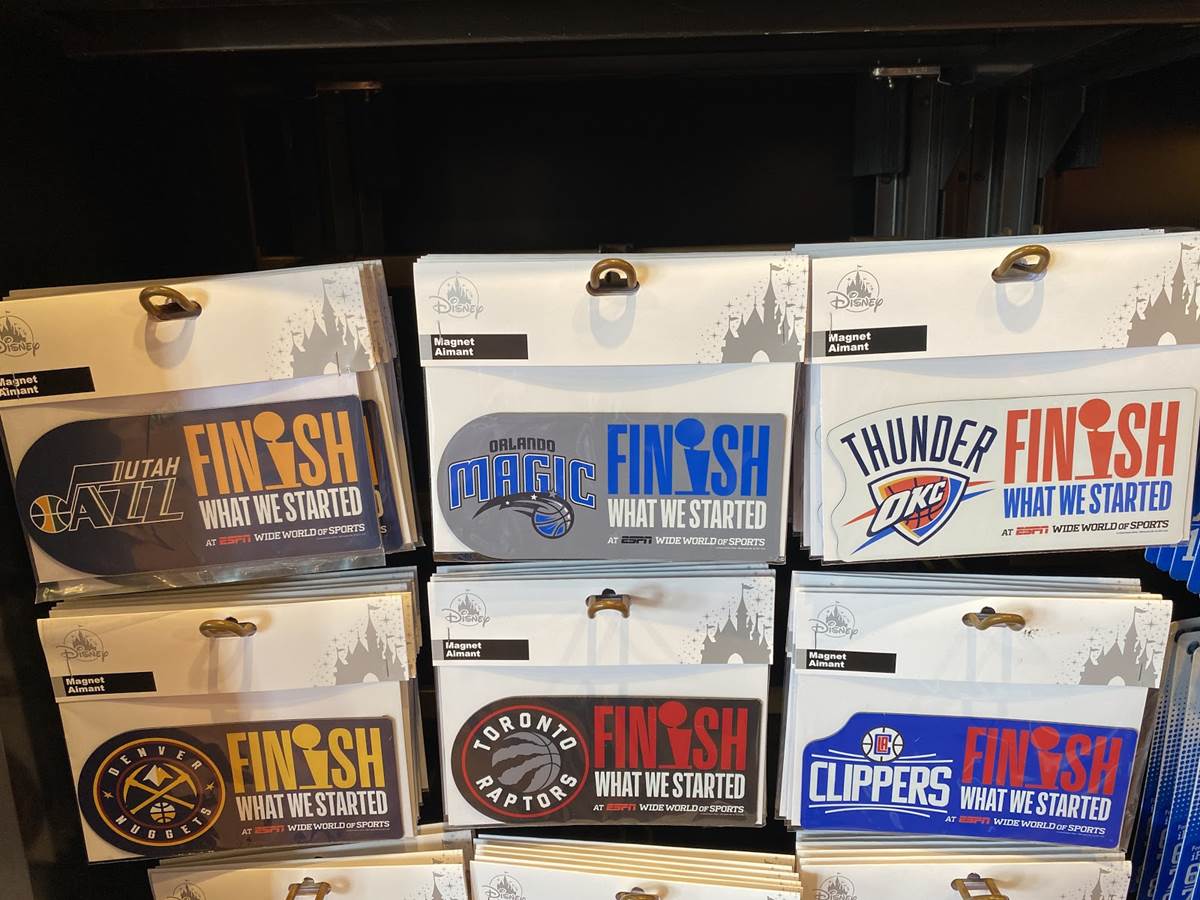 Disney
Magnet
Aimant
UTAH
JAZZ
FINISH
WHAT WE STARTED
AT ESPN WIDE WORLD OF SPORTS
Disney
Magnet
Aimant
ORLANDO
MAGIC
FINISH
WHAT WE STARTED
AT ESPN WIDE WORLD OF SPORTS
Disney
Magnet
Aimant
THUNDER
OKC
FINISH
WHAT WE STARTED
AT ESPN WIDE WORLD OF SPORTS
Disney
Magnet
Aimant
DENVER
NUGGETS
FINISH
WHAT WE STARTED
AT ESPN WIDE WORLD OF SPORTS
Disney
Magnet
Aimant
TORONTO
RAPTORS
FINISH
WHAT WE STARTED
AT ESPN WIDE WORLD OF SPORTS
Disney
Magnet
Aimant
CLIPPERS
FINISH
WHAT WE STARTED
AT ESPN WIDE WORLD OF SPORTS
Disney
Disney
Disney